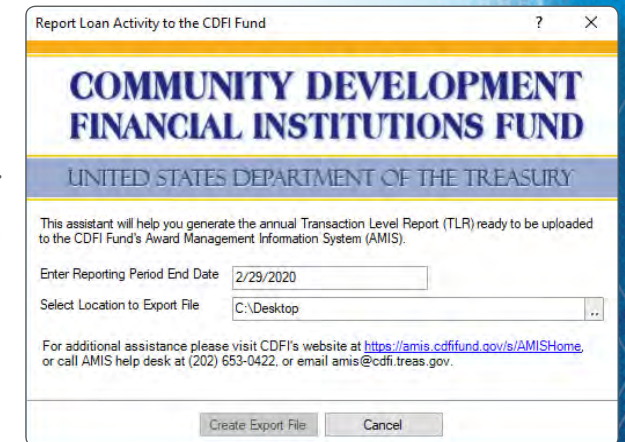 Report Loan Activity to the CDFI Fund ? X
COMMUNITY DEVELOPMENT
FINANCIAL INSTITUTIONS FUND
UNITED STATES DEPARTMENT OF THE TREASURY
This assistant will help you generate the annual Transaction Level Report (TLR) ready to be uploaded
to the CDFI Fund's Award Management Information System (AMIS).
Enter Reporting Period End Date 2/29/2020
Select Location to Export File C:\Desktop ..
For additional assistance please visit CDFI's website at https://amis.cdfifund.gov/s/AMISHome,
or call AMIS help desk at (202) 653-0422, or email amis@cdfi.treas.gov.
Create Export File Cancel